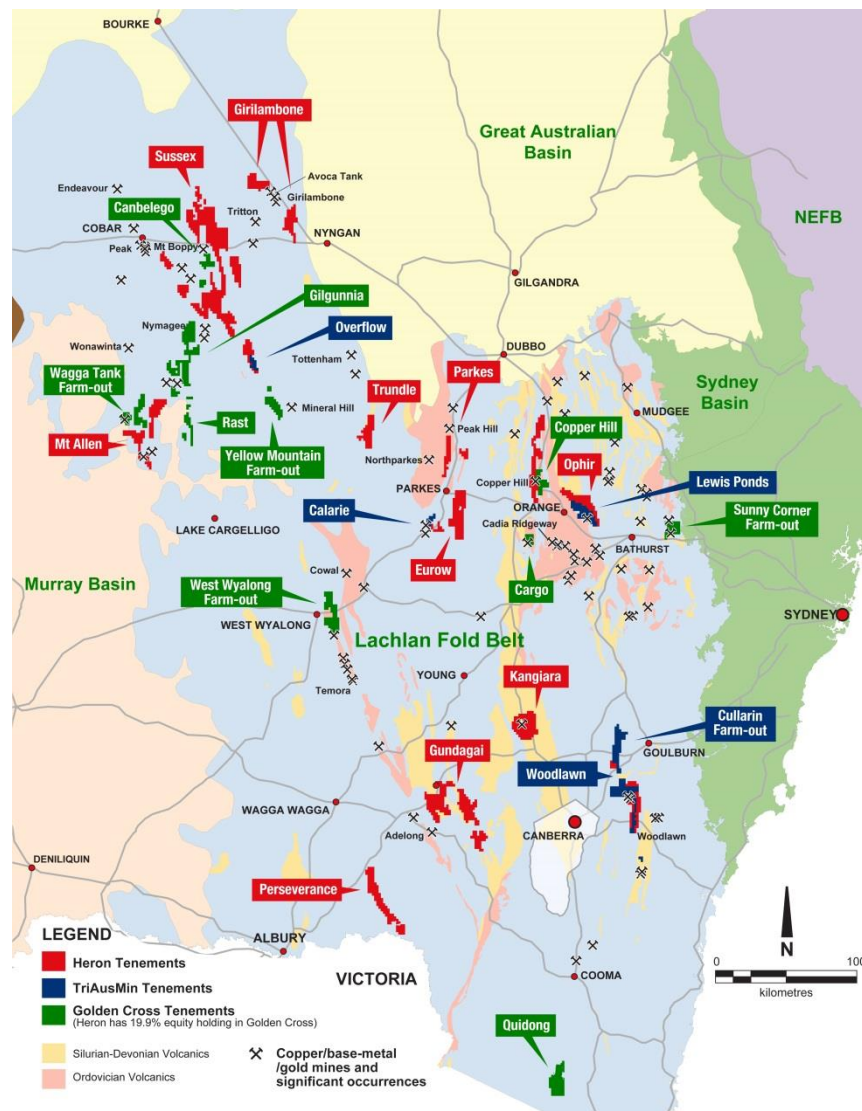 BOURKE
Girilambone
Great Australian
Basin
Sussex
Avoca Tank
Endeavour
Girilambone
Canbelego
Tritton
NEFB
COBAR
Peak
Mt Boppy
NYNGAN
GILGANDRA
Gilgunnia
Nymagee
Overflow
Wonawinta
Tottenham
DUBBO
Wagga Tank
Farm-out
Parkes
Sydney
Basin
Trundle
Rast
Mineral Hill
MUDGEE
Peak Hill
Copper Hill
Mt Allen
Yellow Mountain
Farm-out
Northparkes
Ophir
Copper Hill
PARKES
Lewis Ponds
Calarie
ORANGE
Sunny Corner
Farm-out
LAKE CARGELLIGO
Cadia Ridgeway
BATHURST
Eurow
Cowal
Murray Basin
West Wyalong
Farm-out
Cargo
WEST WYALONG
SYDNEY
Lachlan Fold Belt
YOUNG
Kangiara
Temora
Cullarin
Farm-out
GOULBURN
Gundagai
Woodlawn
WAGGA WAGGA
CANBERRA
Adelong
Woodlawn
DENILIQUIN
Perseverance
LEGEND
ALBURY
N
Heron Tenements
VICTORIA
COOMA
0 100
kilometres
TriAusMin Tenements
Golden Cross Tenements
(Heron has 19.9% equity holding in Golden Cross)
Quidong
Silurian-Devonian Volcanics
Copper/base-metal
/gold mines and
significant occurrences
Ordovician Volcanics